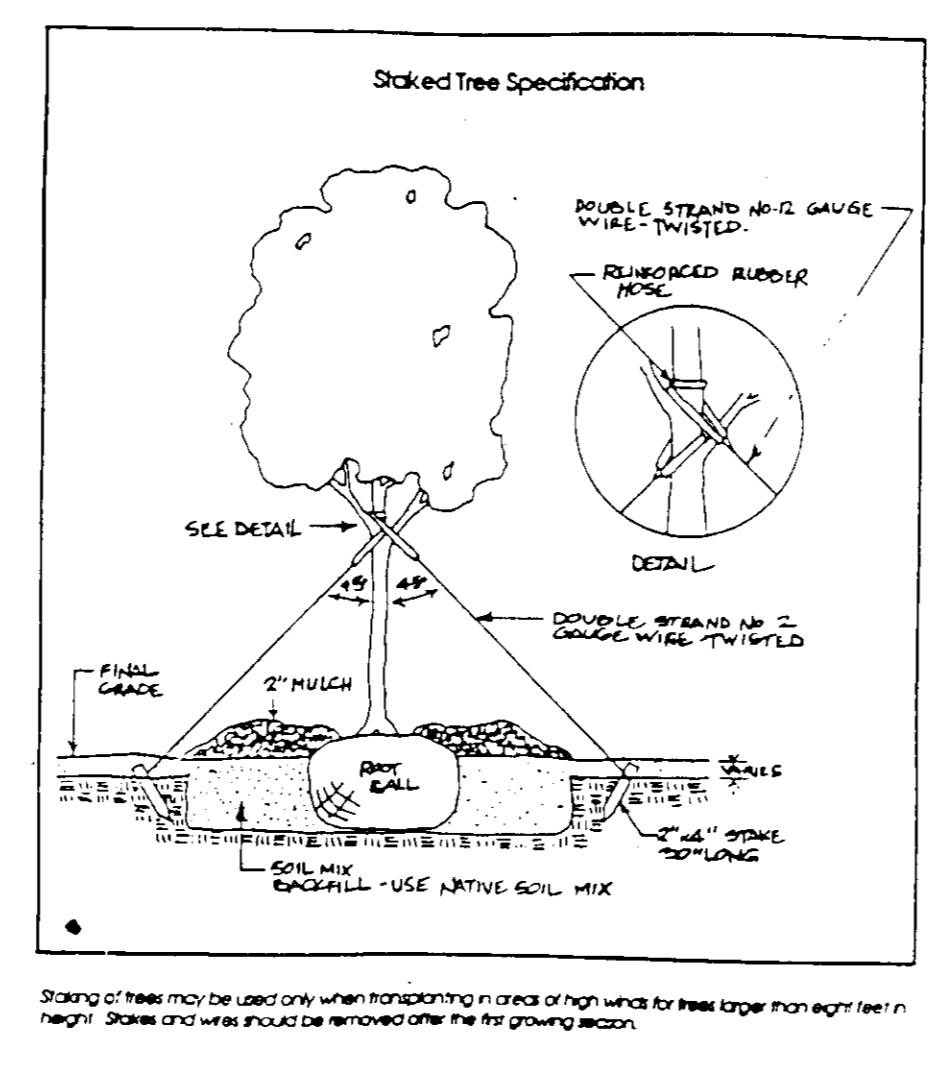 Staked Tree Specification
DOUBLE STRAND NO-12 GAUGE
WIRE-TWISTED.
REINFORCED RUBBER
HOSE
SEE DETAIL
DETAIL
45° 45°
DOUBLE STRAND NO 2
GAUGE WIRE-TWISTED
FINAL
GRADE
2" MULCH
ROOT
BALL
VARIES
2"x4" STAKE
30" LONG
SOIL MIX
BACKFILL - USE NATIVE SOIL MIX
Staking of trees may be used only when transplanting in areas of high winds for trees larger than eight feet in
height. Stakes and wires should be removed after the first growing season.